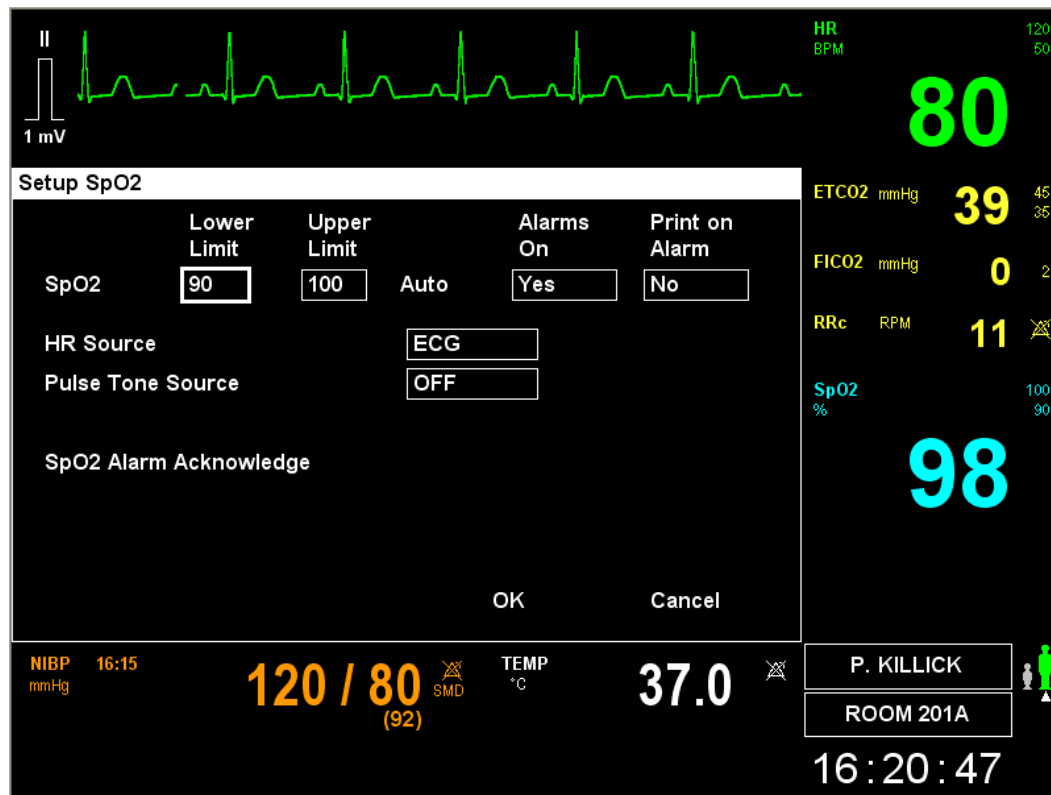 II
1 mV
HR 120
BPM 50
80
Setup SpO2
Lower Limit Upper Limit Alarms On Print on Alarm
SpO2 90 100 Auto Yes No
HR Source ECG
Pulse Tone Source OFF
SpO2 Alarm Acknowledge
OK Cancel
ETCO2 mmHg 39 45
35
FICO2 mmHg 0 2
RRc RPM 11
SpO2 100
% 90
98
NIBP 16:15
mmHg
120 / 80 SMD
(92)
TEMP
°C
37.0
P. KILLICK
ROOM 201A
16:20:47